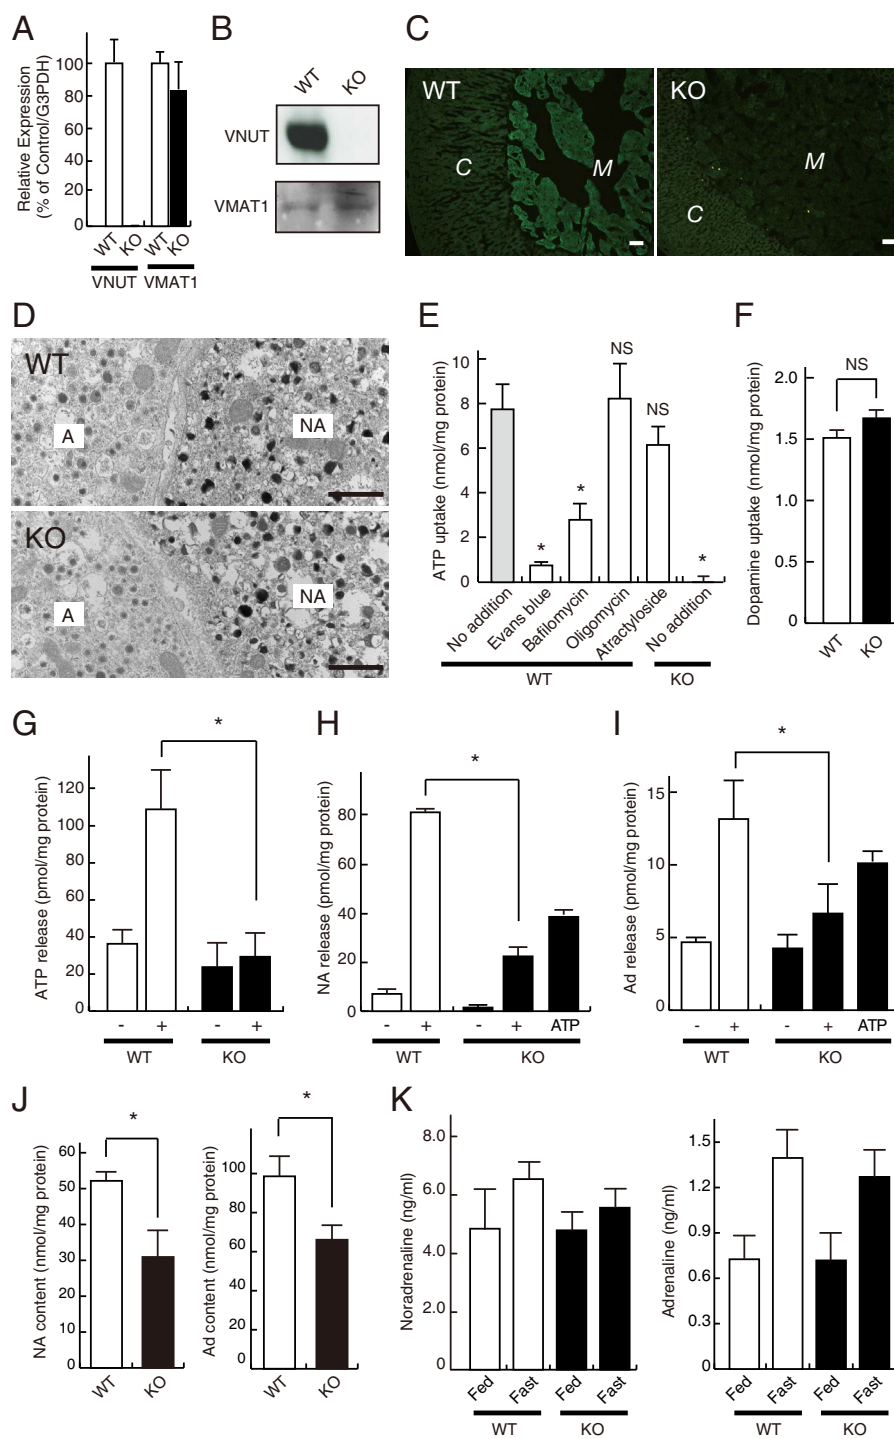 A
Relative Expression
(% of Control/G3PDH)
100
80
60
40
20
0
WT
KO
WT
KO
VNUT
VMAT1
B
WT
KO
VNUT
VMAT1
C
WT
C
M
KO
C
M
D
WT
A
NA
KO
A
NA
E
ATP uptake (nmol/mg protein)
10
8
6
4
2
0
*
*
NS
NS
*
No addition
Evans blue
Bafilomycin
Oligomycin
Atractyloside
No addition
WT
KO
F
Dopamine uptake (nmol/mg protein)
2.0
1.5
1.0
0.5
0
NS
WT
KO
G
ATP release (pmol/mg protein)
120
100
80
60
40
20
0
*
-
+
-
+
WT
KO
H
NA release (pmol/mg protein)
80
60
40
20
0
*
-
+
-
+
ATP
WT
KO
I
Ad release (pmol/mg protein)
15
10
5
0
*
-
+
-
+
ATP
WT
KO
J
NA content (nmol/mg protein)
60
50
40
30
20
10
0
*
WT
KO
Ad content (nmol/mg protein)
100
80
60
40
20
0
*
WT
KO
K
Noradrenaline (ng/ml)
8.0
6.0
4.0
2.0
0
Fed
Fast
Fed
Fast
WT
KO
Adrenaline (ng/ml)
1.5
1.2
0.9
0.6
0.3
0
Fed
Fast
Fed
Fast
WT
KO